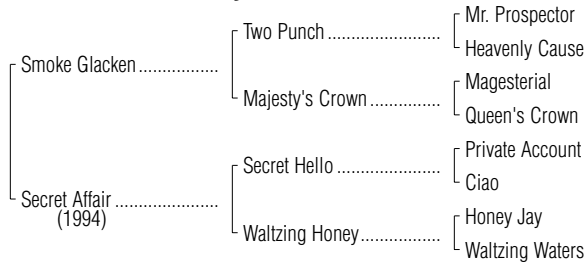 Mr. Prospector
Two Punch
Heavenly Cause
Smoke Glacken
Magesterial
Majesty's Crown
Queen's Crown
Private Account
Secret Hello
Ciao
Secret Affair
(1994)
Honey Jay
Waltzing Honey
Waltzing Waters